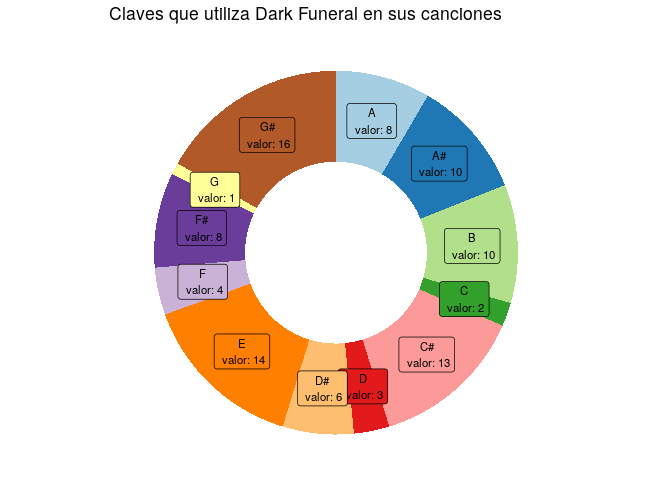 Claves que utiliza Dark Funeral en sus canciones
A
valor: 8
A#
valor: 10
B
valor: 10
C
valor: 2
C#
valor: 13
D
valor: 3
D#
valor: 6
E
valor: 14
F
valor: 4
F#
valor: 8
G
valor: 1
G#
valor: 16